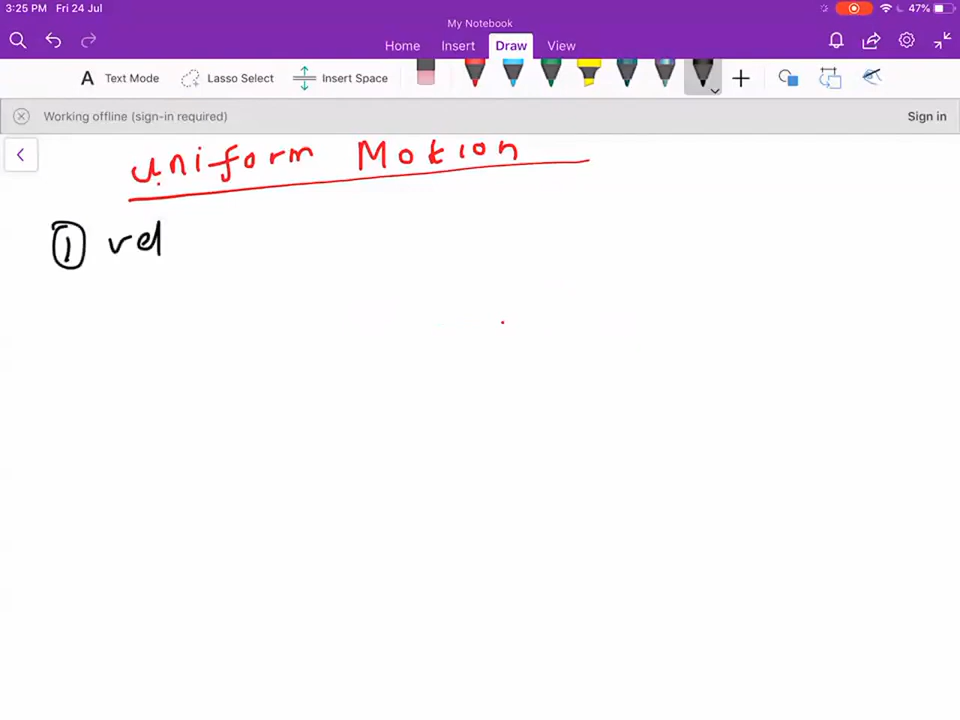 3:25 PM Fri 24 Jul
47%
My Notebook
Home Insert Draw View
A Text Mode Lasso Select Insert Space
Working offline (sign-in required) Sign in
uniform Motion
① vel